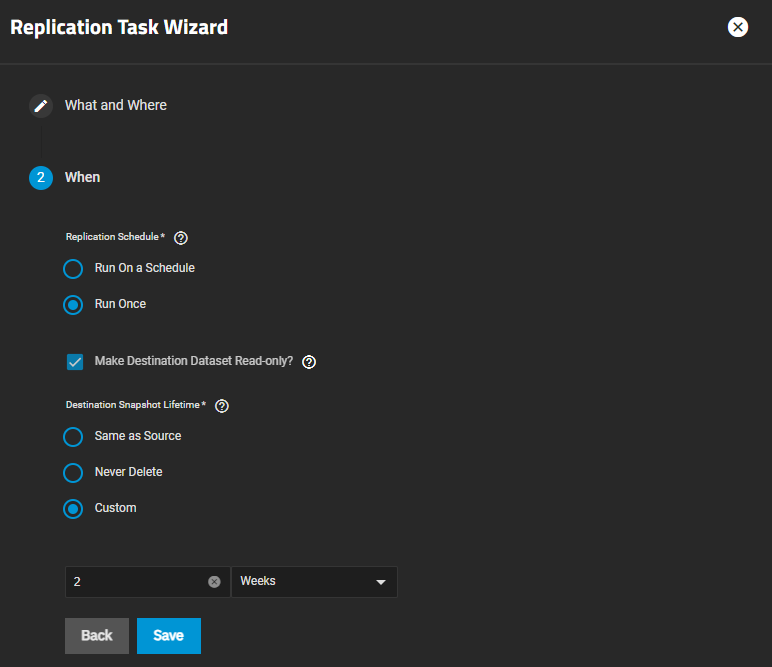 Replication Task Wizard
What and Where
2 When
Replication Schedule *
Run On a Schedule
Run Once
Make Destination Dataset Read-only?
Destination Snapshot Lifetime *
Same as Source
Never Delete
Custom
2 Weeks
Back Save